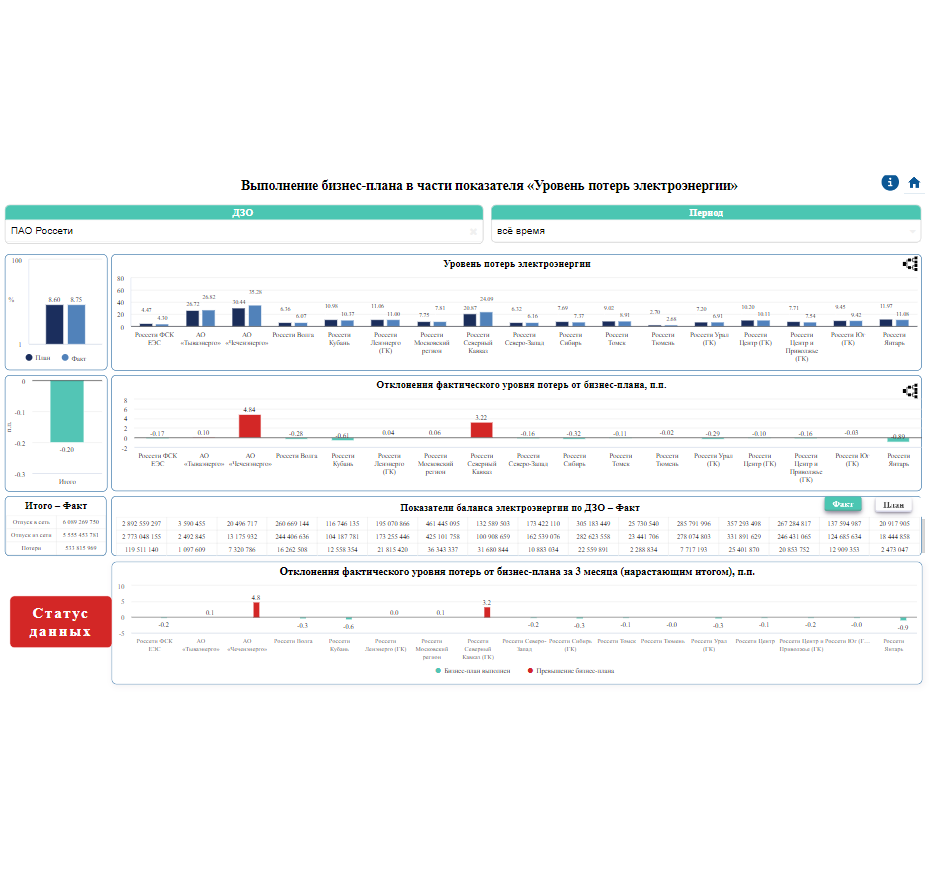 Выполнение бизнес-плана в части показателя «Уровень потерь электроэнергии»
ДЗО
Период
ПАО Россети
всё время
100
%
1
8.60 8.75
План Факт
Уровень потерь электроэнергии
80
60
40
20
0
4.47 4.30 26.72 26.82 30.44 35.28 6.36 6.07 10.98 10.37 11.06 11.00 7.75 7.81 20.87 24.09 6.32 6.16 7.69 7.37 9.02 8.91 2.70 2.68 7.20 6.91 10.20 10.11 7.71 7.54 9.45 9.42 11.97 11.08
Россети ФСК ЕЭС
АО «Тываэнерго»
АО «Чеченэнерго»
Россети Волга
Россети Кубань
Россети Ленэнерго (ГК)
Россети Московский регион
Россети Северный Кавказ
Россети Северо-Запад
Россети Сибирь
Россети Томск
Россети Тюмень
Россети Урал (ГК)
Россети Центр (ГК)
Россети Центр и Приволжье (ГК)
Россети Юг (ГК)
Россети Янтарь
0
-0.1
п.п.
-0.2
-0.3
-0.20
Итого
Отклонения фактического уровня потерь от бизнес-плана, п.п.
8
6
4
2
0
-2
-0.17 0.10 4.84 -0.28 -0.61 0.04 0.06 3.22 -0.16 -0.32 -0.11 -0.02 -0.29 -0.10 -0.16 -0.03 -0.89
Россети ФСК ЕЭС
АО «Тываэнерго»
АО «Чеченэнерго»
Россети Волга
Россети Кубань
Россети Ленэнерго (ГК)
Россети Московский регион
Россети Северный Кавказ
Россети Северо-Запад
Россети Сибирь
Россети Томск
Россети Тюмень
Россети Урал (ГК)
Россети Центр (ГК)
Россети Центр и Приволжье (ГК)
Россети Юг (ГК)
Россети Янтарь
Итого – Факт
Отпуск в сеть 6 089 269 750
Отпуск из сети 5 555 453 781
Потери 533 815 969
Показатели баланса электроэнергии по ДЗО – Факт
Факт
План
2 892 559 297 3 590 455 20 496 717 260 669 144 116 746 135 195 070 866 461 445 095 132 589 503 173 422 110 305 183 449 25 730 540 285 791 996 357 293 498 267 284 817 137 594 987 20 917 905
2 773 048 155 2 492 845 13 175 932 244 406 636 104 187 781 173 255 446 425 101 758 100 908 659 162 539 076 282 623 558 23 441 706 278 074 803 331 891 629 246 431 065 124 685 634 18 444 858
119 511 140 1 097 609 7 320 786 16 262 508 12 558 354 21 815 420 36 343 337 31 680 844 10 883 034 22 559 891 2 288 834 7 717 193 25 401 870 20 853 752 12 909 353 2 473 047
Отклонения фактического уровня потерь от бизнес-плана за 3 месяца (нарастающим итогом), п.п.
10
5
0
-5
-0.2 0.1 4.8 -0.3 -0.6 0.0 0.1 3.2 -0.2 -0.3 -0.1 -0.0 -0.3 -0.1 -0.2 -0.0 -0.9
Россети ФСК ЕЭС
АО «Тываэнерго»
АО «Чеченэнерго»
Россети Волга
Россети Кубань
Россети Ленэнерго (ГК)
Россети Московский регион
Россети Северный Кавказ (ГК)
Россети Северо-Запад
Россети Сибирь (ГК)
Россети Томск
Россети Тюмень
Россети Урал (ГК)
Россети Центр
Россети Центр и Приволжье (ГК)
Россети Юг (Г...
Россети Янтарь
Бизнес-план выполнен Превышение бизнес-плана
Статус
данных